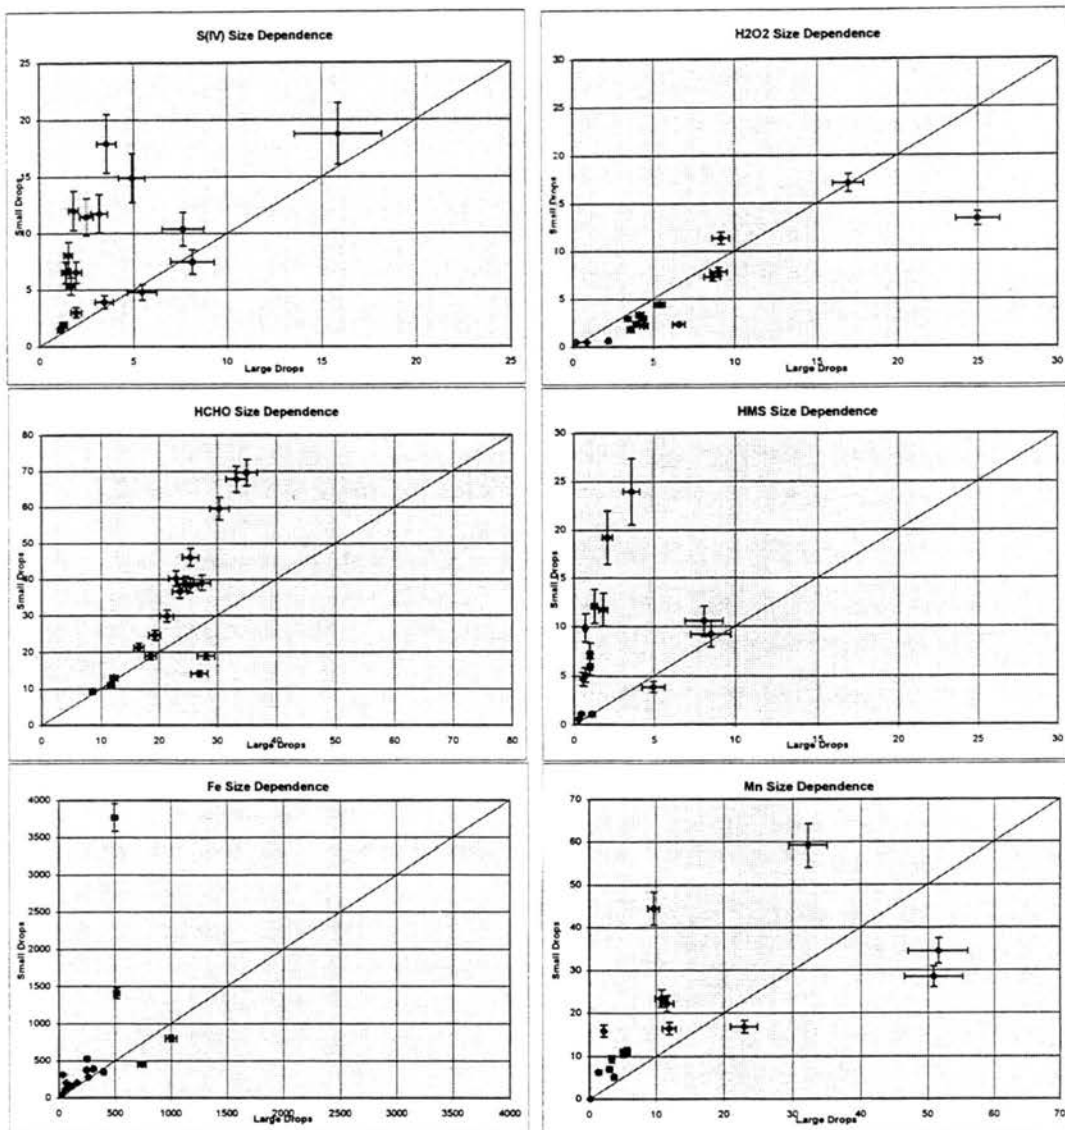 S(IV) Size Dependence
25
20
15
10
5
0
Small Drops
0 5 10 15 20 25
Large Drops
H2O2 Size Dependence
30
25
20
15
10
5
0
Small Drops
0 5 10 15 20 25 30
Large Drops
HCHO Size Dependence
80
70
60
50
40
30
20
10
0
Small Drops
0 10 20 30 40 50 60 70 80
Large Drops
HMS Size Dependence
30
25
20
15
10
5
0
Small Drops
0 5 10 15 20 25 30
Large Drops
Fe Size Dependence
4000
3500
3000
2500
2000
1500
1000
500
0
Small Drops
0 500 1000 1500 2000 2500 3000 3500 4000
Large Drops
Mn Size Dependence
70
60
50
40
30
20
10
0
Small Drops
0 10 20 30 40 50 60 70
Large Drops